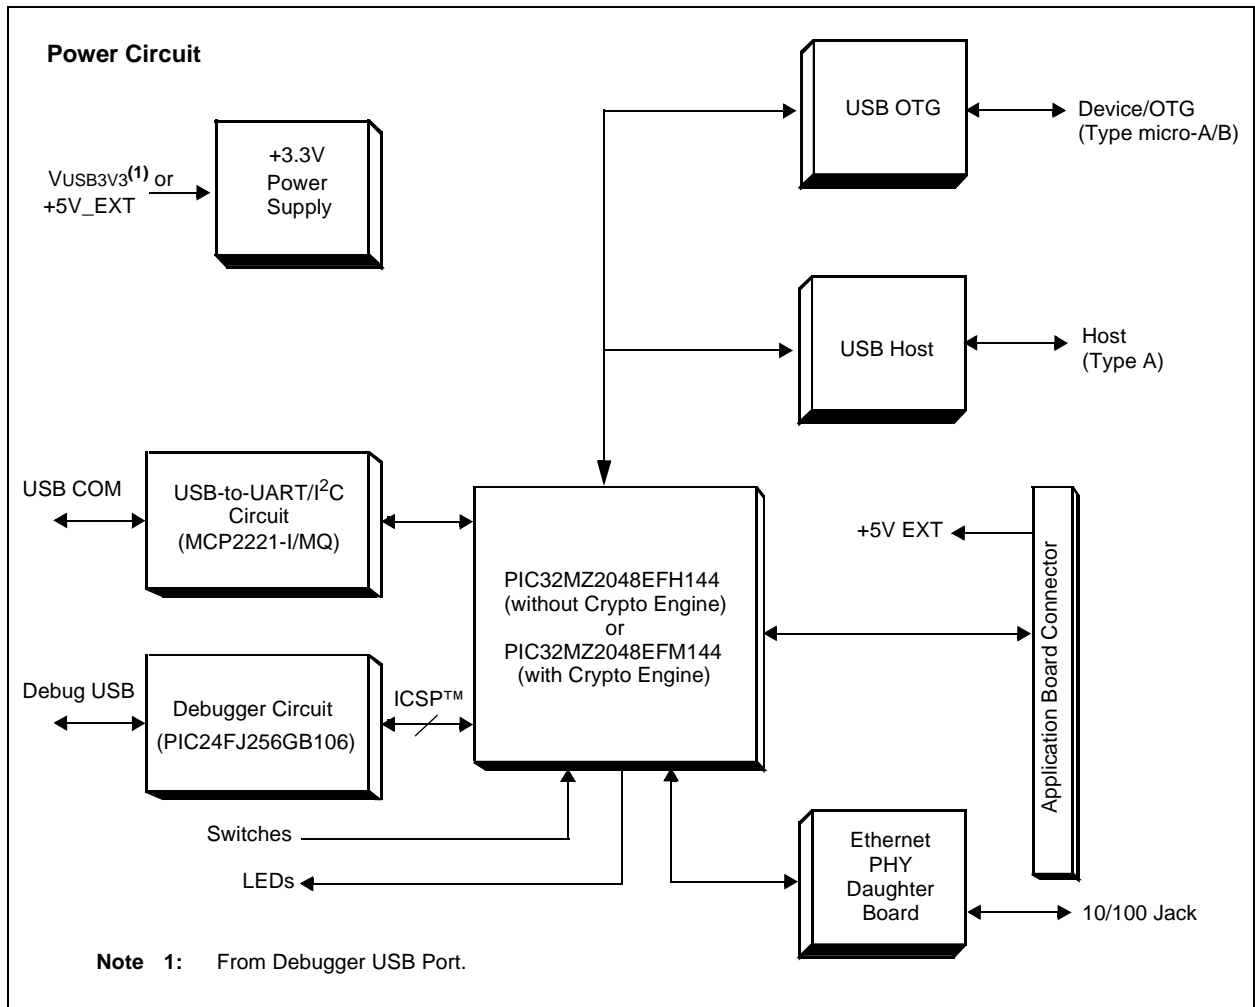 Power Circuit
VUSB3V3(1) or
+5V_EXT
+3.3V
Power
Supply
USB OTG
Device/OTG
(Type micro-A/B)
USB Host
Host
(Type A)
USB COM
USB-to-UART/I2C
Circuit
(MCP2221-I/MQ)
PIC32MZ2048EFH144
(without Crypto Engine)
or
PIC32MZ2048EFM144
(with Crypto Engine)
+5V EXT
Application Board Connector
Debug USB
Debugger Circuit
(PIC24FJ256GB106)
ICSP™
Switches
LEDs
Ethernet
PHY
Daughter
Board
10/100 Jack
Note 1: From Debugger USB Port.